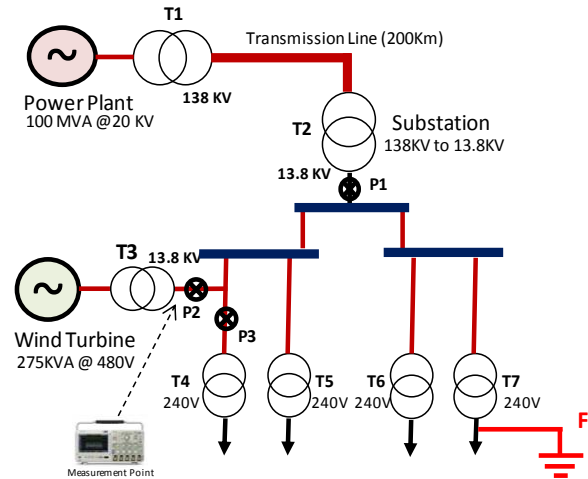 T1
Transmission Line (200Km)
138 KV
Power Plant
100 MVA @20 KV
T2
Substation
138KV to 13.8KV
13.8 KV
P1
T3
13.8 KV
P2
P3
Wind Turbine
275KVA @ 480V
T4
240V
T5
240V
T6
240V
T7
240V
F
Measurement Point